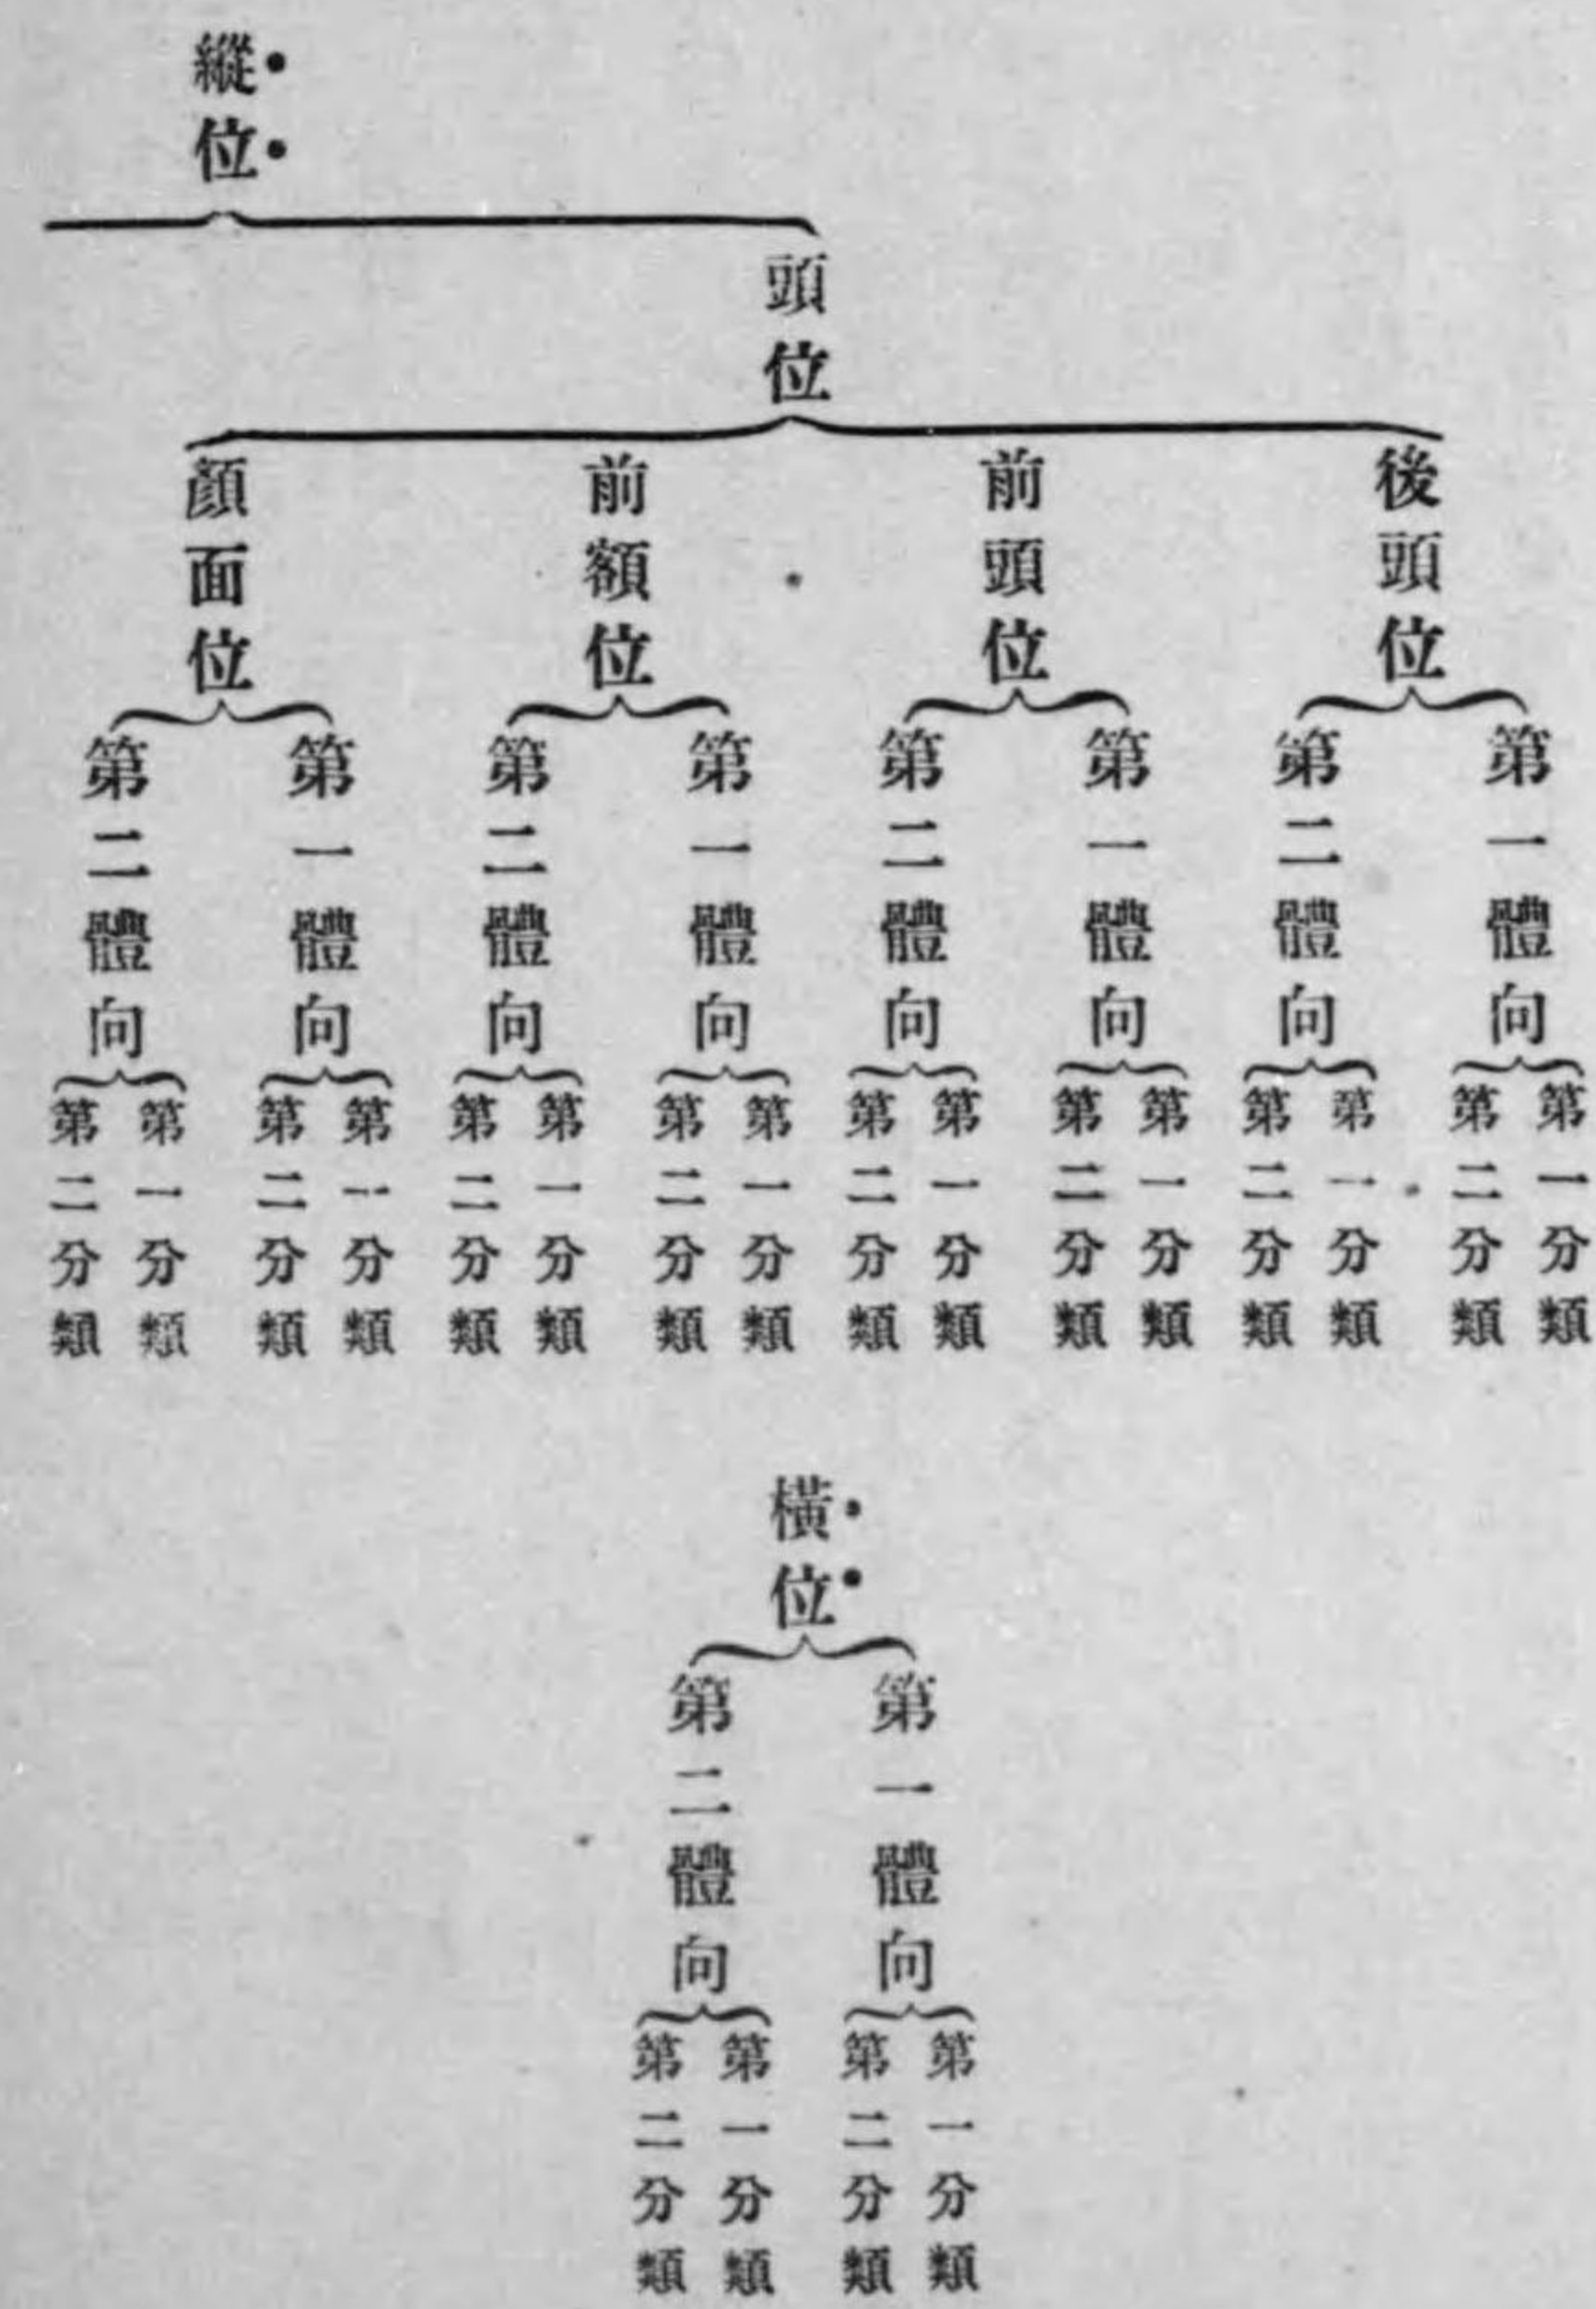 縱位
頭位
後頭位
第一體向
第一分類
第二分類
第二體向
第一分類
第二分類
前頭位
第一體向
第一分類
第二分類
第二體向
第一分類
第二分類
前額位
第一體向
第一分類
第二分類
第二體向
第一分類
第二分類
顏面位
第一體向
第一分類
第二分類
第二體向
第一分類
第二分類
橫位
第一體向
第一分類
第二分類
第二體向
第一分類
第二分類